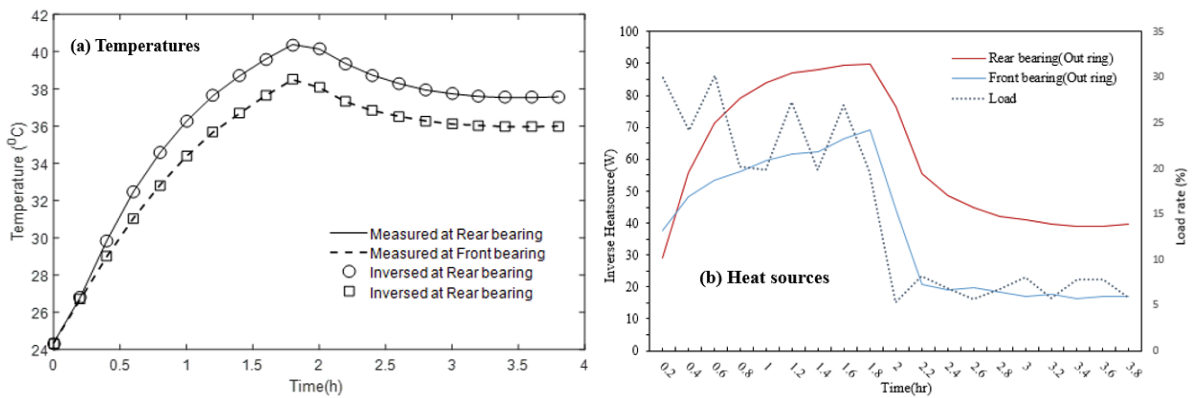 (a) Temperatures
42
40
38
36
34
32
30
28
26
24
Temperature (⁰C)
Measured at Rear bearing
Measured at Front bearing
Inversed at Rear bearing
Inversed at Rear bearing
0 0.5 1 1.5 2 2.5 3 3.5 4
Time(h)
100
90
80
70
60
50
40
30
20
10
0
Inverse Heatsource(W)
Rear bearing(Out ring)
Front bearing(Out ring)
Load
(b) Heat sources
35
30
25
20
15
10
5
0
Load rate (%)
0.2 0.4 0.6 0.8 1 1.2 1.4 1.6 1.8 2 2.2 2.4 2.6 2.8 3 3.2 3.4 3.6 3.8
Time(hr)